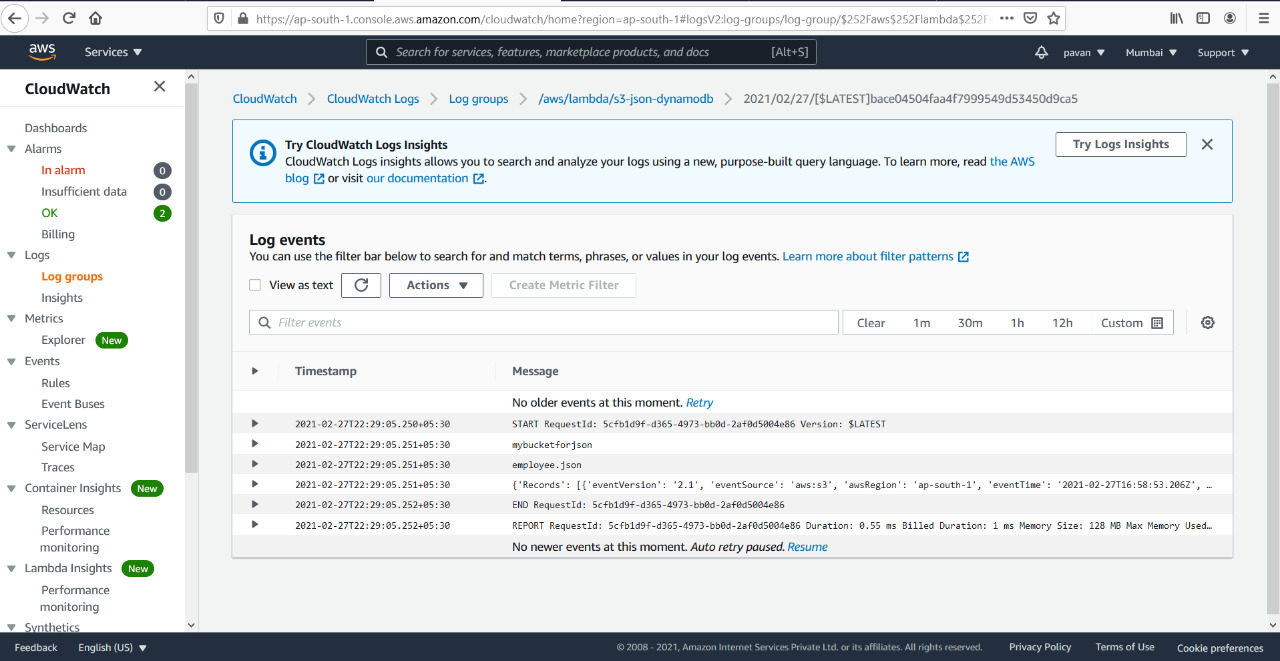 https://ap-south-1.console.aws.amazon.com/cloudwatch/home?region=ap-south-1#logsV2:log-groups/log-group/$252Faws$252Flambda$252F
aws Services Search for services, features, marketplace products, and docs [Alt+S] pavan Mumbai Support
CloudWatch
Dashboards
Alarms
In alarm 0
Insufficient data 0
OK 2
Billing
Logs
Log groups
Insights
Metrics
Explorer New
Events
Rules
Event Buses
ServiceLens
Service Map
Traces
Container Insights New
Resources
Performance
monitoring
Lambda Insights New
Performance
monitoring
Synthetics
CloudWatch CloudWatch Logs Log groups /aws/lambda/s3-json-dynamodb 2021/02/27/[$LATEST]bace04504faa4f7999549d53450d9ca5
Try CloudWatch Logs Insights
CloudWatch Logs insights allows you to search and analyze your logs using a new, purpose-built query language. To learn more, read the AWS
blog or visit our documentation.
Try Logs Insights
Log events
You can use the filter bar below to search for and match terms, phrases, or values in your log events. Learn more about filter patterns
View as text Actions Create Metric Filter
Filter events Clear 1m 30m 1h 12h Custom
Timestamp Message
No older events at this moment. Retry
2021-02-27T22:29:05.250+05:30 START RequestId: 5cfb1d9f-d365-4973-bb0d-2af0d5004e86 Version: $LATEST
2021-02-27T22:29:05.251+05:30 mybucketforjson
2021-02-27T22:29:05.251+05:30 employee.json
2021-02-27T22:29:05.251+05:30 {'Records': [{'eventVersion': '2.1', 'eventSource': 'aws:s3', 'awsRegion': 'ap-south-1', 'eventTime': '2021-02-27T16:58:53.206Z', …
2021-02-27T22:29:05.252+05:30 END RequestId: 5cfb1d9f-d365-4973-bb0d-2af0d5004e86
2021-02-27T22:29:05.252+05:30 REPORT RequestId: 5cfb1d9f-d365-4973-bb0d-2af0d5004e86 Duration: 0.55 ms Billed Duration: 1 ms Memory Size: 128 MB Max Memory Used…
No newer events at this moment. Auto retry paused. Resume
Feedback English (US) © 2008 - 2021, Amazon Internet Services Private Ltd. or its affiliates. All rights reserved. Privacy Policy Terms of Use Cookie preferences